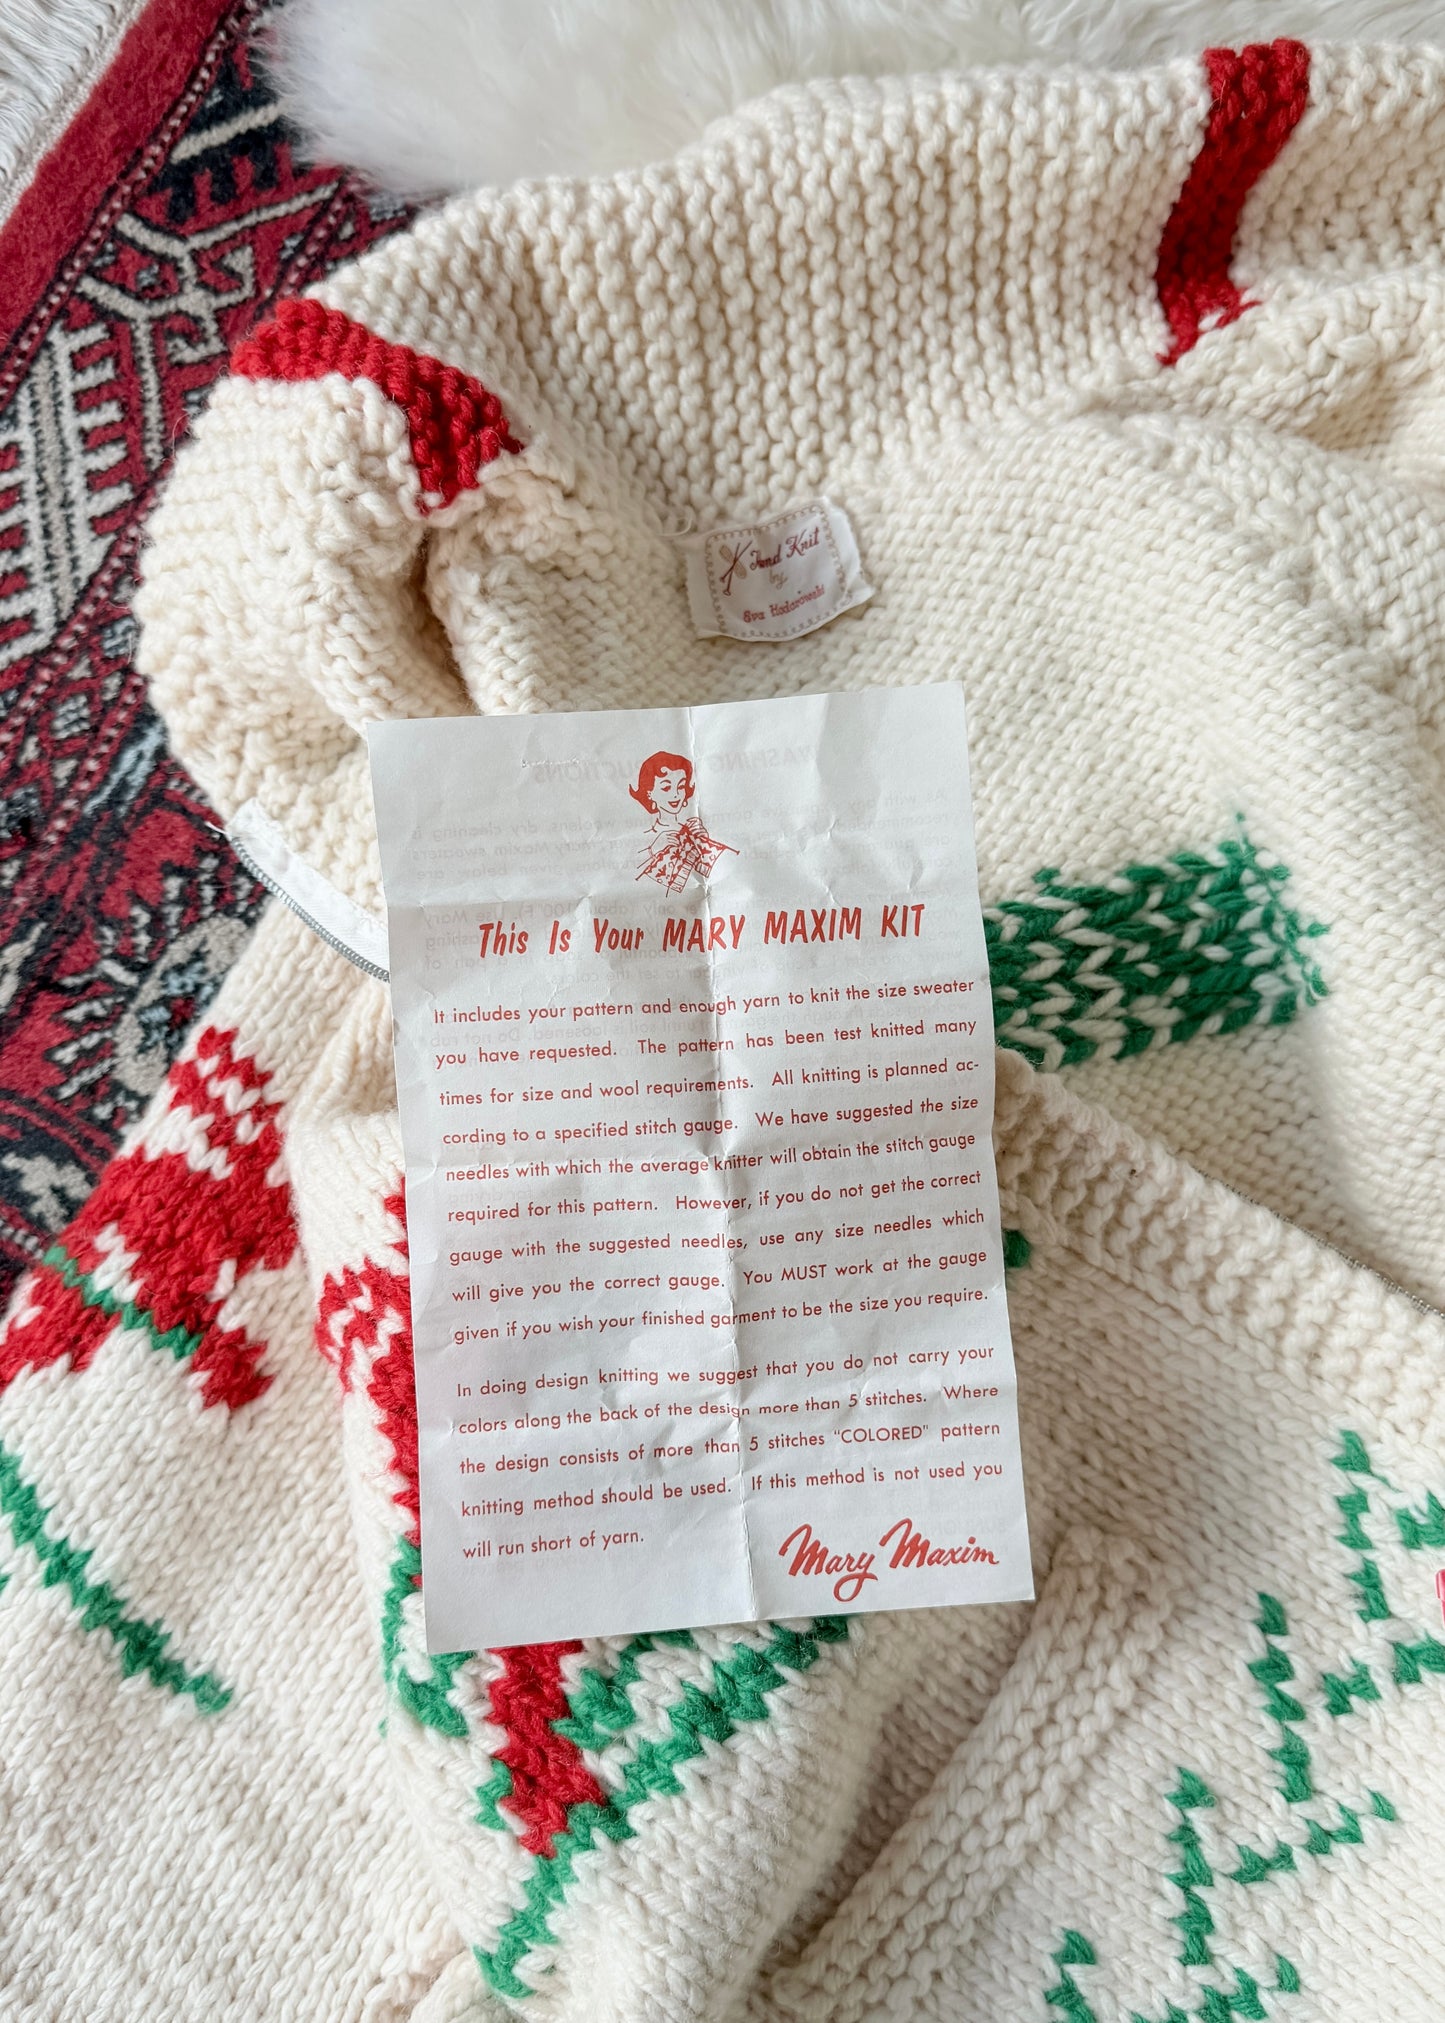 Hand Knit
by
Eva Hodorowski
This Is Your MARY MAXIM KIT
It includes your pattern and enough yarn to knit the size sweater
you have requested. The pattern has been test knitted many
times for size and wool requirements. All knitting is planned ac-
cording to a specified stitch gauge. We have suggested the size
needles with which the average knitter will obtain the stitch gauge
required for this pattern. However, if you do not get the correct
gauge with the suggested needles, use any size needles which
will give you the correct gauge. You MUST work at the gauge
given if you wish your finished garment to be the size you require.
In doing design knitting we suggest that you do not carry your
colors along the back of the design more than 5 stitches. Where
the design consists of more than 5 stitches "COLORED" pattern
knitting method should be used. If this method is not used you
will run short of yarn.
Mary Maxim